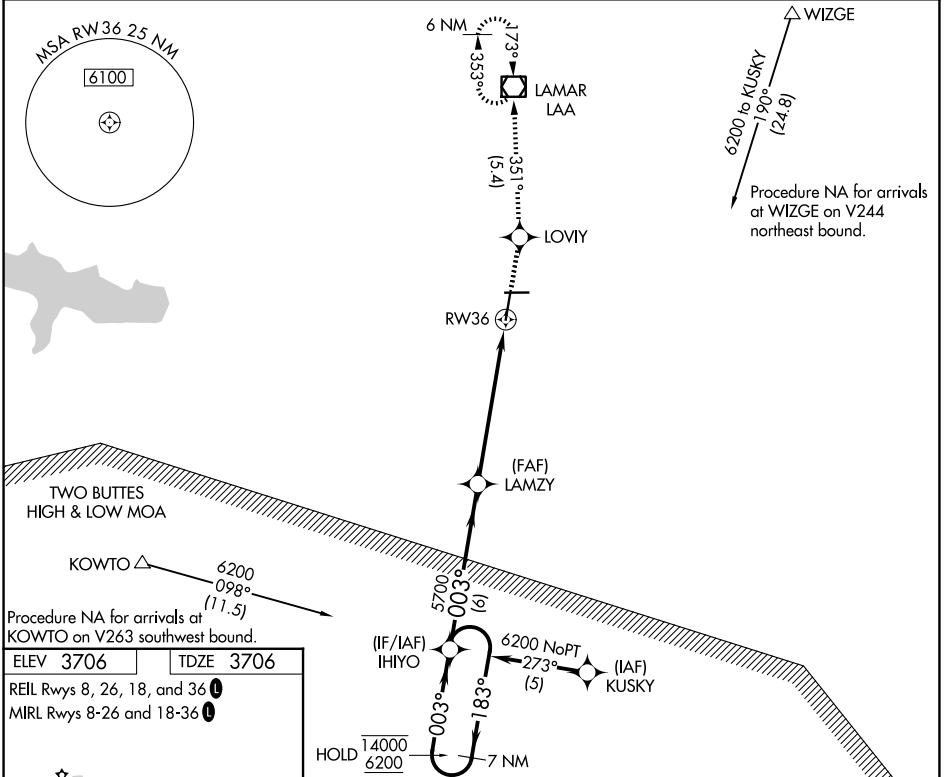 MSA RW36 25 NM
6100
6 NM
173°
353°
LAMAR
LAA
351°
(5.4)
LOVIY
RW36
WIZGE
6200 to KUSKY
190°
(24.8)
Procedure NA for arrivals
at WIZGE on V244
northeast bound.
(FAF)
LAMZY
TWO BUTTES
HIGH & LOW MOA
KOWTO
6200
098°
(11.5)
Procedure NA for arrivals at
KOWTO on V263 southwest bound.
5700
003°
(6)
(IF/IAF)
IHIYO
6200 NoPT
273°
(5)
(IAF)
KUSKY
003°
183°
HOLD
14000
6200
7 NM
ELEV 3706
TDZE 3706
REIL Rwys 8, 26, 18, and 36 L
MIRL Rwys 8-26 and 18-36 L